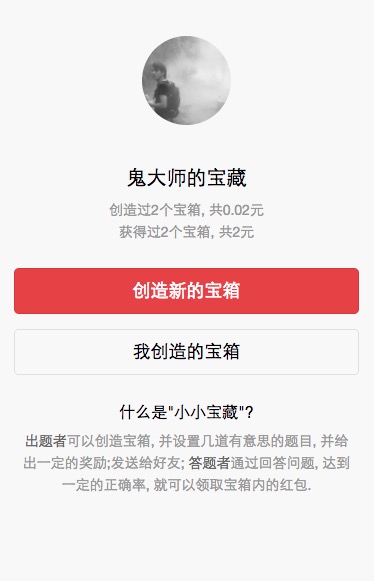 鬼大师的宝藏
创造过2个宝箱, 共0.02元
获得过2个宝箱, 共2元
创造新的宝箱
我创造的宝箱
什么是"小小宝藏"?
出题者可以创造宝箱, 并设置几道有意思的题目, 并给
出一定的奖励;发送给好友; 答题者通过回答问题, 达到
一定的正确率, 就可以领取宝箱内的红包.